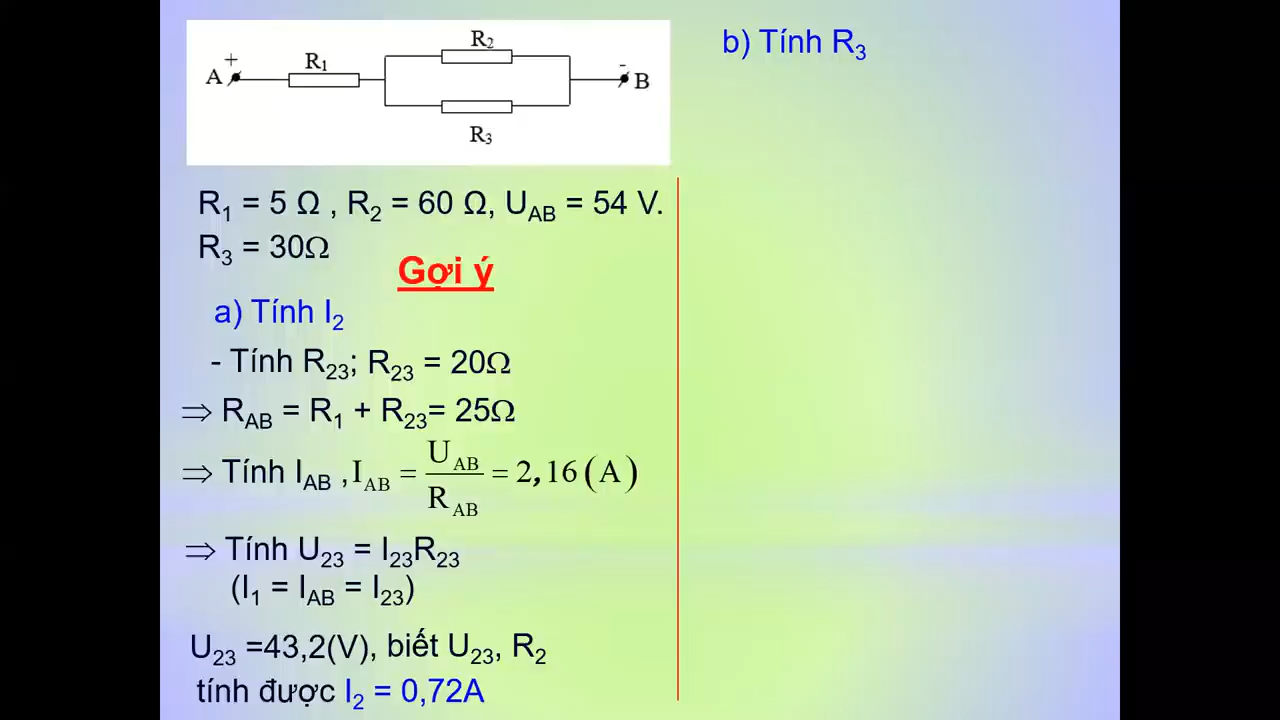 R₂
R₁
+
-
A
B
R₃
R₁ = 5 Ω , R₂ = 60 Ω, U_AB = 54 V.
R₃ = 30Ω
Gợi ý
a) Tính I₂
- Tính R₂₃; R₂₃ = 20Ω
⇒ R_AB = R₁ + R₂₃= 25Ω
⇒ Tính I_AB , I_AB = U_AB / R_AB = 2,16 (A)
⇒ Tính U₂₃ = I₂₃R₂₃
(I₁ = I_AB = I₂₃)
U₂₃ =43,2(V), biết U₂₃, R₂
tính được I₂ = 0,72A
b) Tính R₃